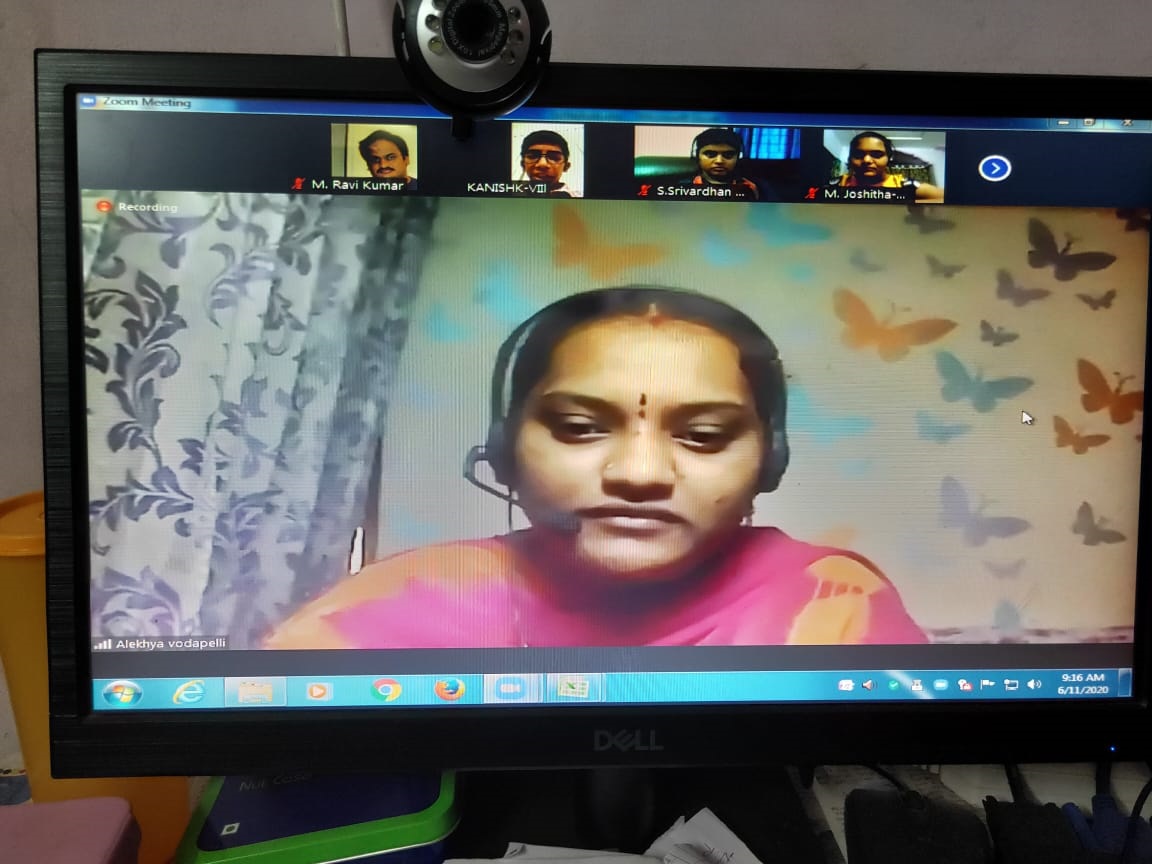 Zoom Meeting
M. Ravi Kumar
KANISHK-VIII
S.Srivardhan ...
M. Joshitha-...
Recording
Alekhya vodapelli
9:16 AM
6/11/2020
DELL